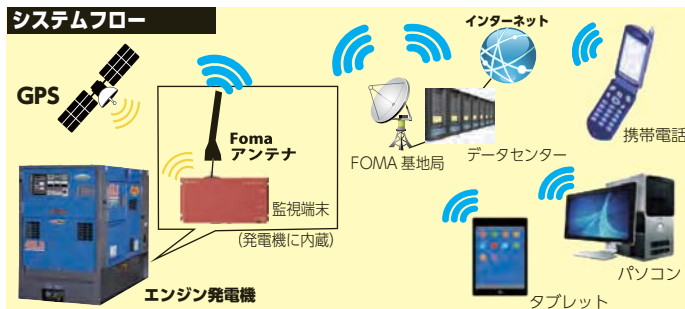 システムフロー
GPS
Foma
アンテナ
監視端末
(発電機に内蔵)
エンジン発電機
FOMA 基地局
データセンター
インターネット
携帯電話
タブレット
パソコン